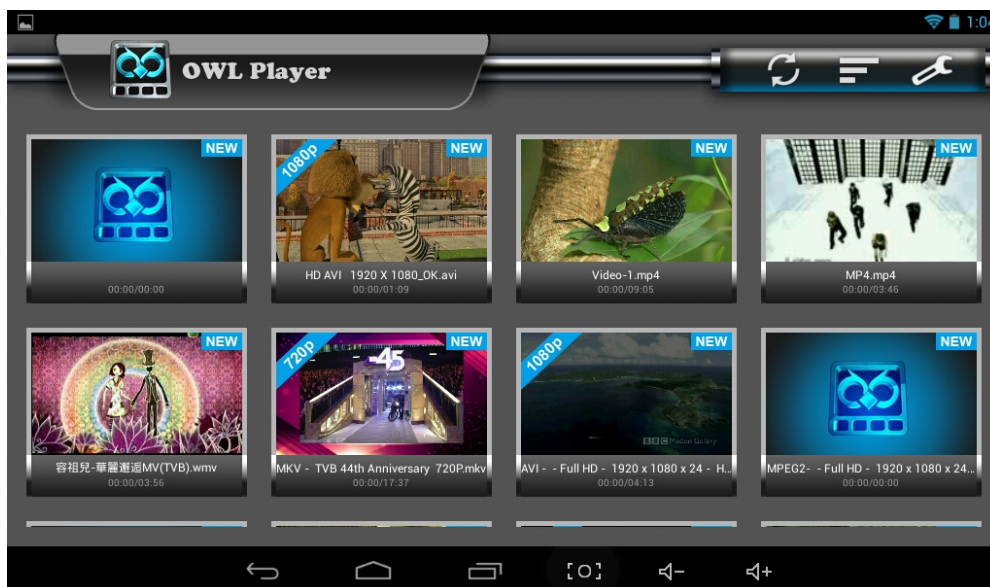 1:04
OWL Player
NEW
1080p
NEW
NEW
NEW
00:00/00:00
HD AVI 1920 X 1080_OK.avi
00:00/01:09
Video-1.mp4
00:00/09:05
MP4.mp4
00:00/03:46
NEW
720p
45
NEW
1080p
NEW
NEW
BBC Motion Gallery
容祖兒-華麗邂逅MV(TVB).wmv
00:00/03:56
MKV - TVB 44th Anniversary 720P.mkv
00:00/17:37
AVI - - Full HD - 1920 x 1080 x 24 - H...
00:00/04:13
MPEG2- - Full HD - 1920 x 1080 x 24...
00:00/00:00